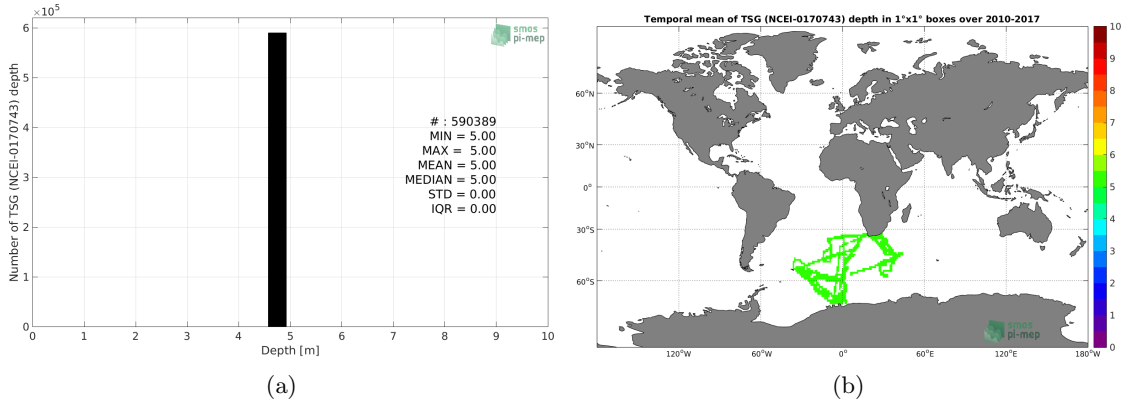 ×10⁵
6
5
4
3
2
1
0
Number of TSG (NCEI-0170743) depth
smos
pi-mep
# : 590389
MIN = 5.00
MAX = 5.00
MEAN = 5.00
MEDIAN = 5.00
STD = 0.00
IQR = 0.00
0 1 2 3 4 5 6 7 8 9 10
Depth [m]
(a)
Temporal mean of TSG (NCEI-0170743) depth in 1°x1° boxes over 2010-2017
60°N
30°N
0°
30°S
60°S
120°W 60°W 0° 60°E 120°E 180°W
smos
pi-mep
10
9
8
7
6
5
4
3
2
1
0
(b)